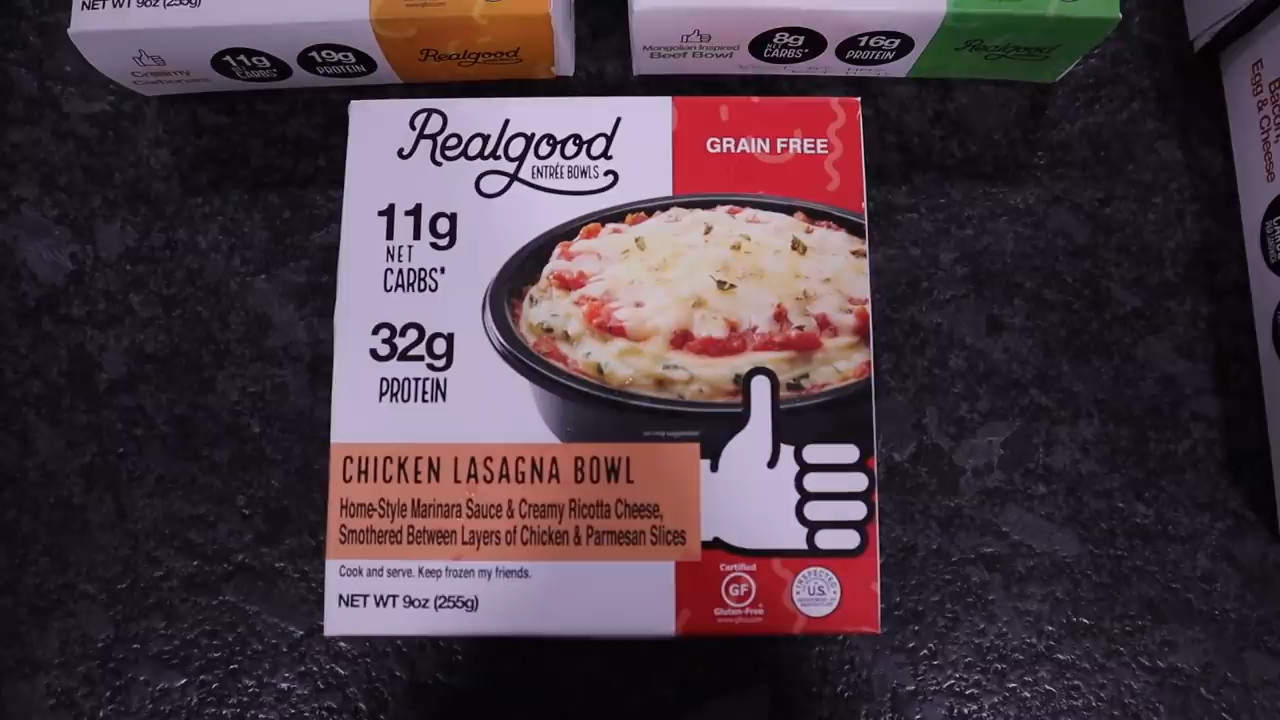 NET WT 9oz (255g)
Creamy
11g
NET
CARBS*
19g
PROTEIN
Realgood
Mongolian Inspired
Beef Bowl
8g
NET
CARBS*
16g
PROTEIN
Realgood
Egg & Cheese
Realgood
ENTRÉE BOWLS
GRAIN FREE
11g
NET
CARBS*
32g
PROTEIN
CHICKEN LASAGNA BOWL
Home-Style Marinara Sauce & Creamy Ricotta Cheese,
Smothered Between Layers of Chicken & Parmesan Slices
Cook and serve. Keep frozen my friends.
NET WT 9oz (255g)
Certified
GF
Gluten-Free
INSPECTED
U.S.